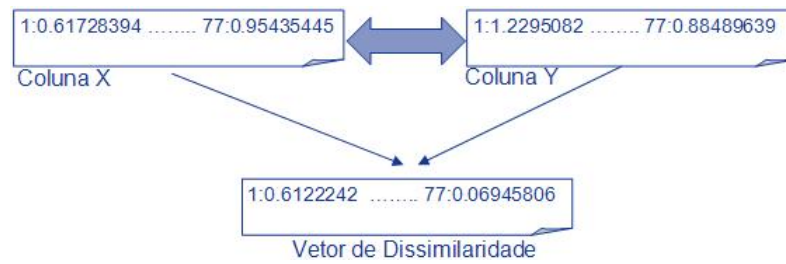 1:0.61728394 ........ 77:0.95435445
1:1.2295082 ........ 77:0.88489639
Coluna X
Coluna Y
1:0.6122242 ........ 77:0.06945806
Vetor de Dissimilaridade